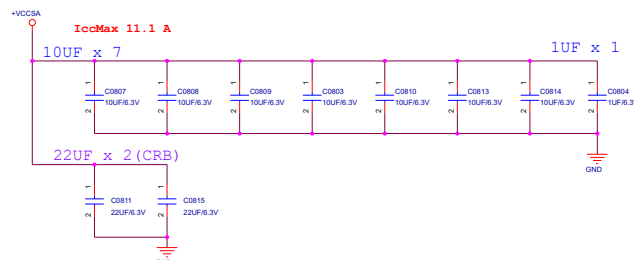 +VCCSA
IccMax 11.1 A
10UF x 7
1UF x 1
1 1 1 1 1 1 1 1
C0807 C0808 C0809 C0803 C0810 C0813 C0814 C0804
10UF/6.3V 10UF/6.3V 10UF/6.3V 10UF/6.3V 10UF/6.3V 10UF/6.3V 10UF/6.3V
2 2 2 2 2 2 2 2
GND
22UF x 2(CRB)
1 1
C0811 C0815
22UF/6.3V 22UF/6.3V
2 2